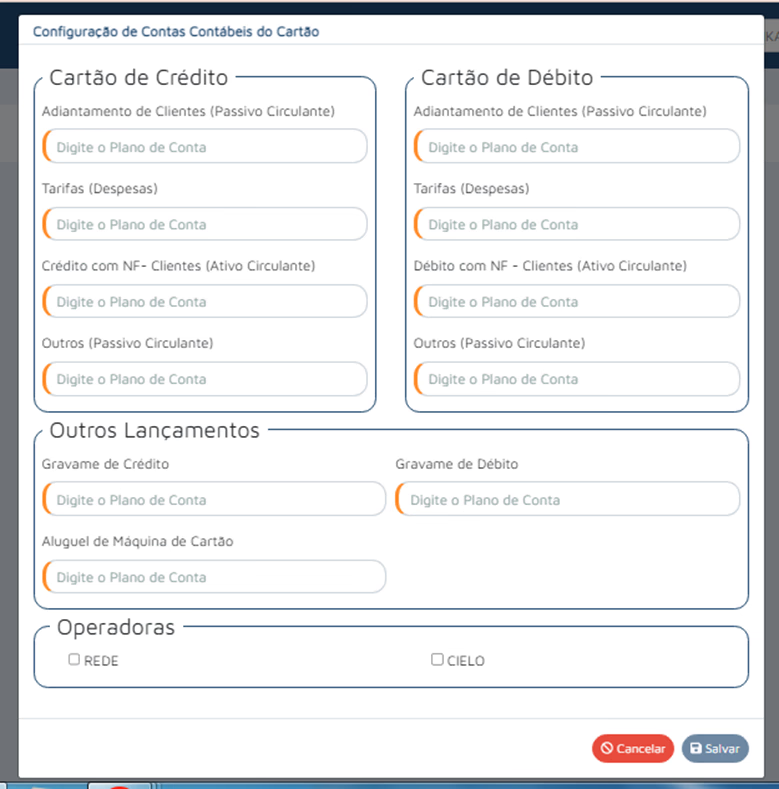 Configuração de Contas Contábeis do Cartão
Cartão de Crédito
Adiantamento de Clientes (Passivo Circulante)
Digite o Plano de Conta
Tarifas (Despesas)
Digite o Plano de Conta
Crédito com NF- Clientes (Ativo Circulante)
Digite o Plano de Conta
Outros (Passivo Circulante)
Digite o Plano de Conta
Cartão de Débito
Adiantamento de Clientes (Passivo Circulante)
Digite o Plano de Conta
Tarifas (Despesas)
Digite o Plano de Conta
Débito com NF - Clientes (Ativo Circulante)
Digite o Plano de Conta
Outros (Passivo Circulante)
Digite o Plano de Conta
Outros Lançamentos
Gravame de Crédito
Digite o Plano de Conta
Gravame de Débito
Digite o Plano de Conta
Aluguel de Máquina de Cartão
Digite o Plano de Conta
Operadoras
REDE
CIELO
Cancelar
Salvar